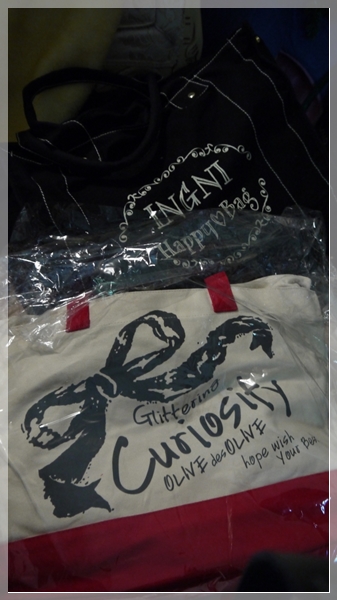 INGNI
Happy♡Bag
Glittering
Curiosity
OLIVE des OLIVE
hope wish
Your Bag